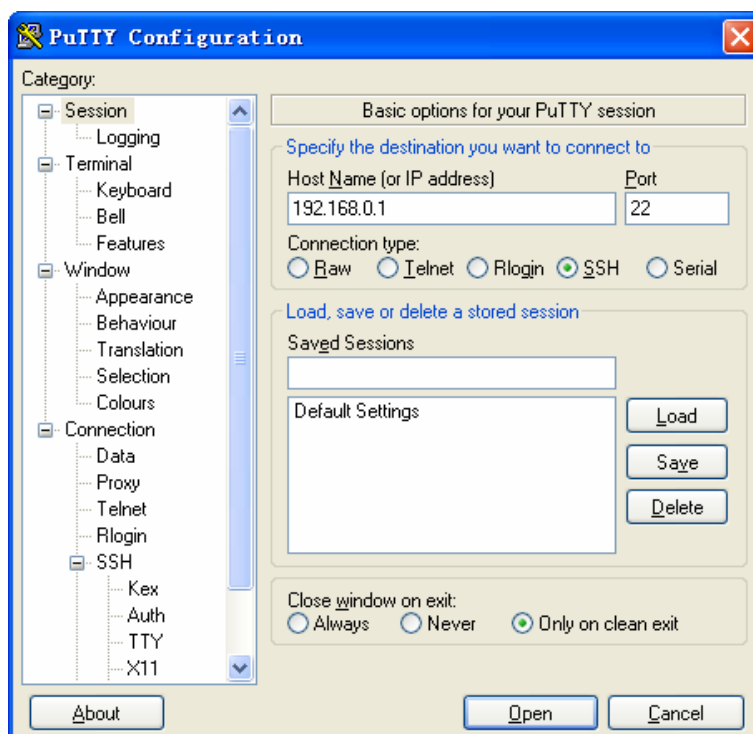 PuTTY Configuration
Category:
Session
Logging
Terminal
Keyboard
Bell
Features
Window
Appearance
Behaviour
Translation
Selection
Colours
Connection
Data
Proxy
Telnet
Rlogin
SSH
Kex
Auth
TTY
X11
Basic options for your PuTTY session
Specify the destination you want to connect to
Host Name (or IP address) Port
192.168.0.1 22
Connection type:
Raw Telnet Rlogin SSH Serial
Load, save or delete a stored session
Saved Sessions
Default Settings
Load
Save
Delete
Close window on exit:
Always Never Only on clean exit
About Open Cancel